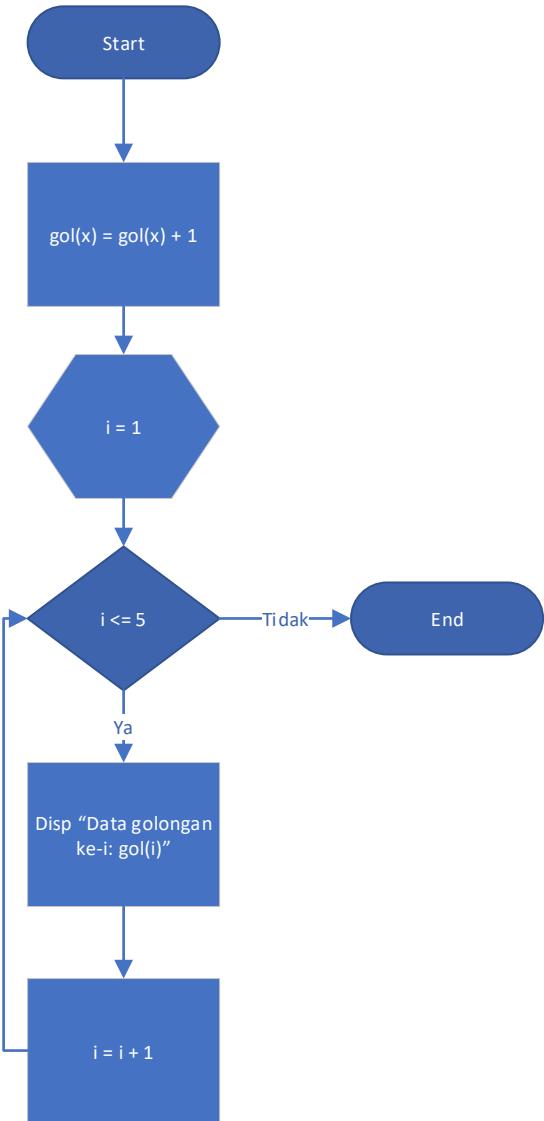 Start
gol(x) = gol(x) + 1
i = 1
i <= 5
Tidak
End
Ya
Disp “Data golongan
ke-i: gol(i)”
i = i + 1